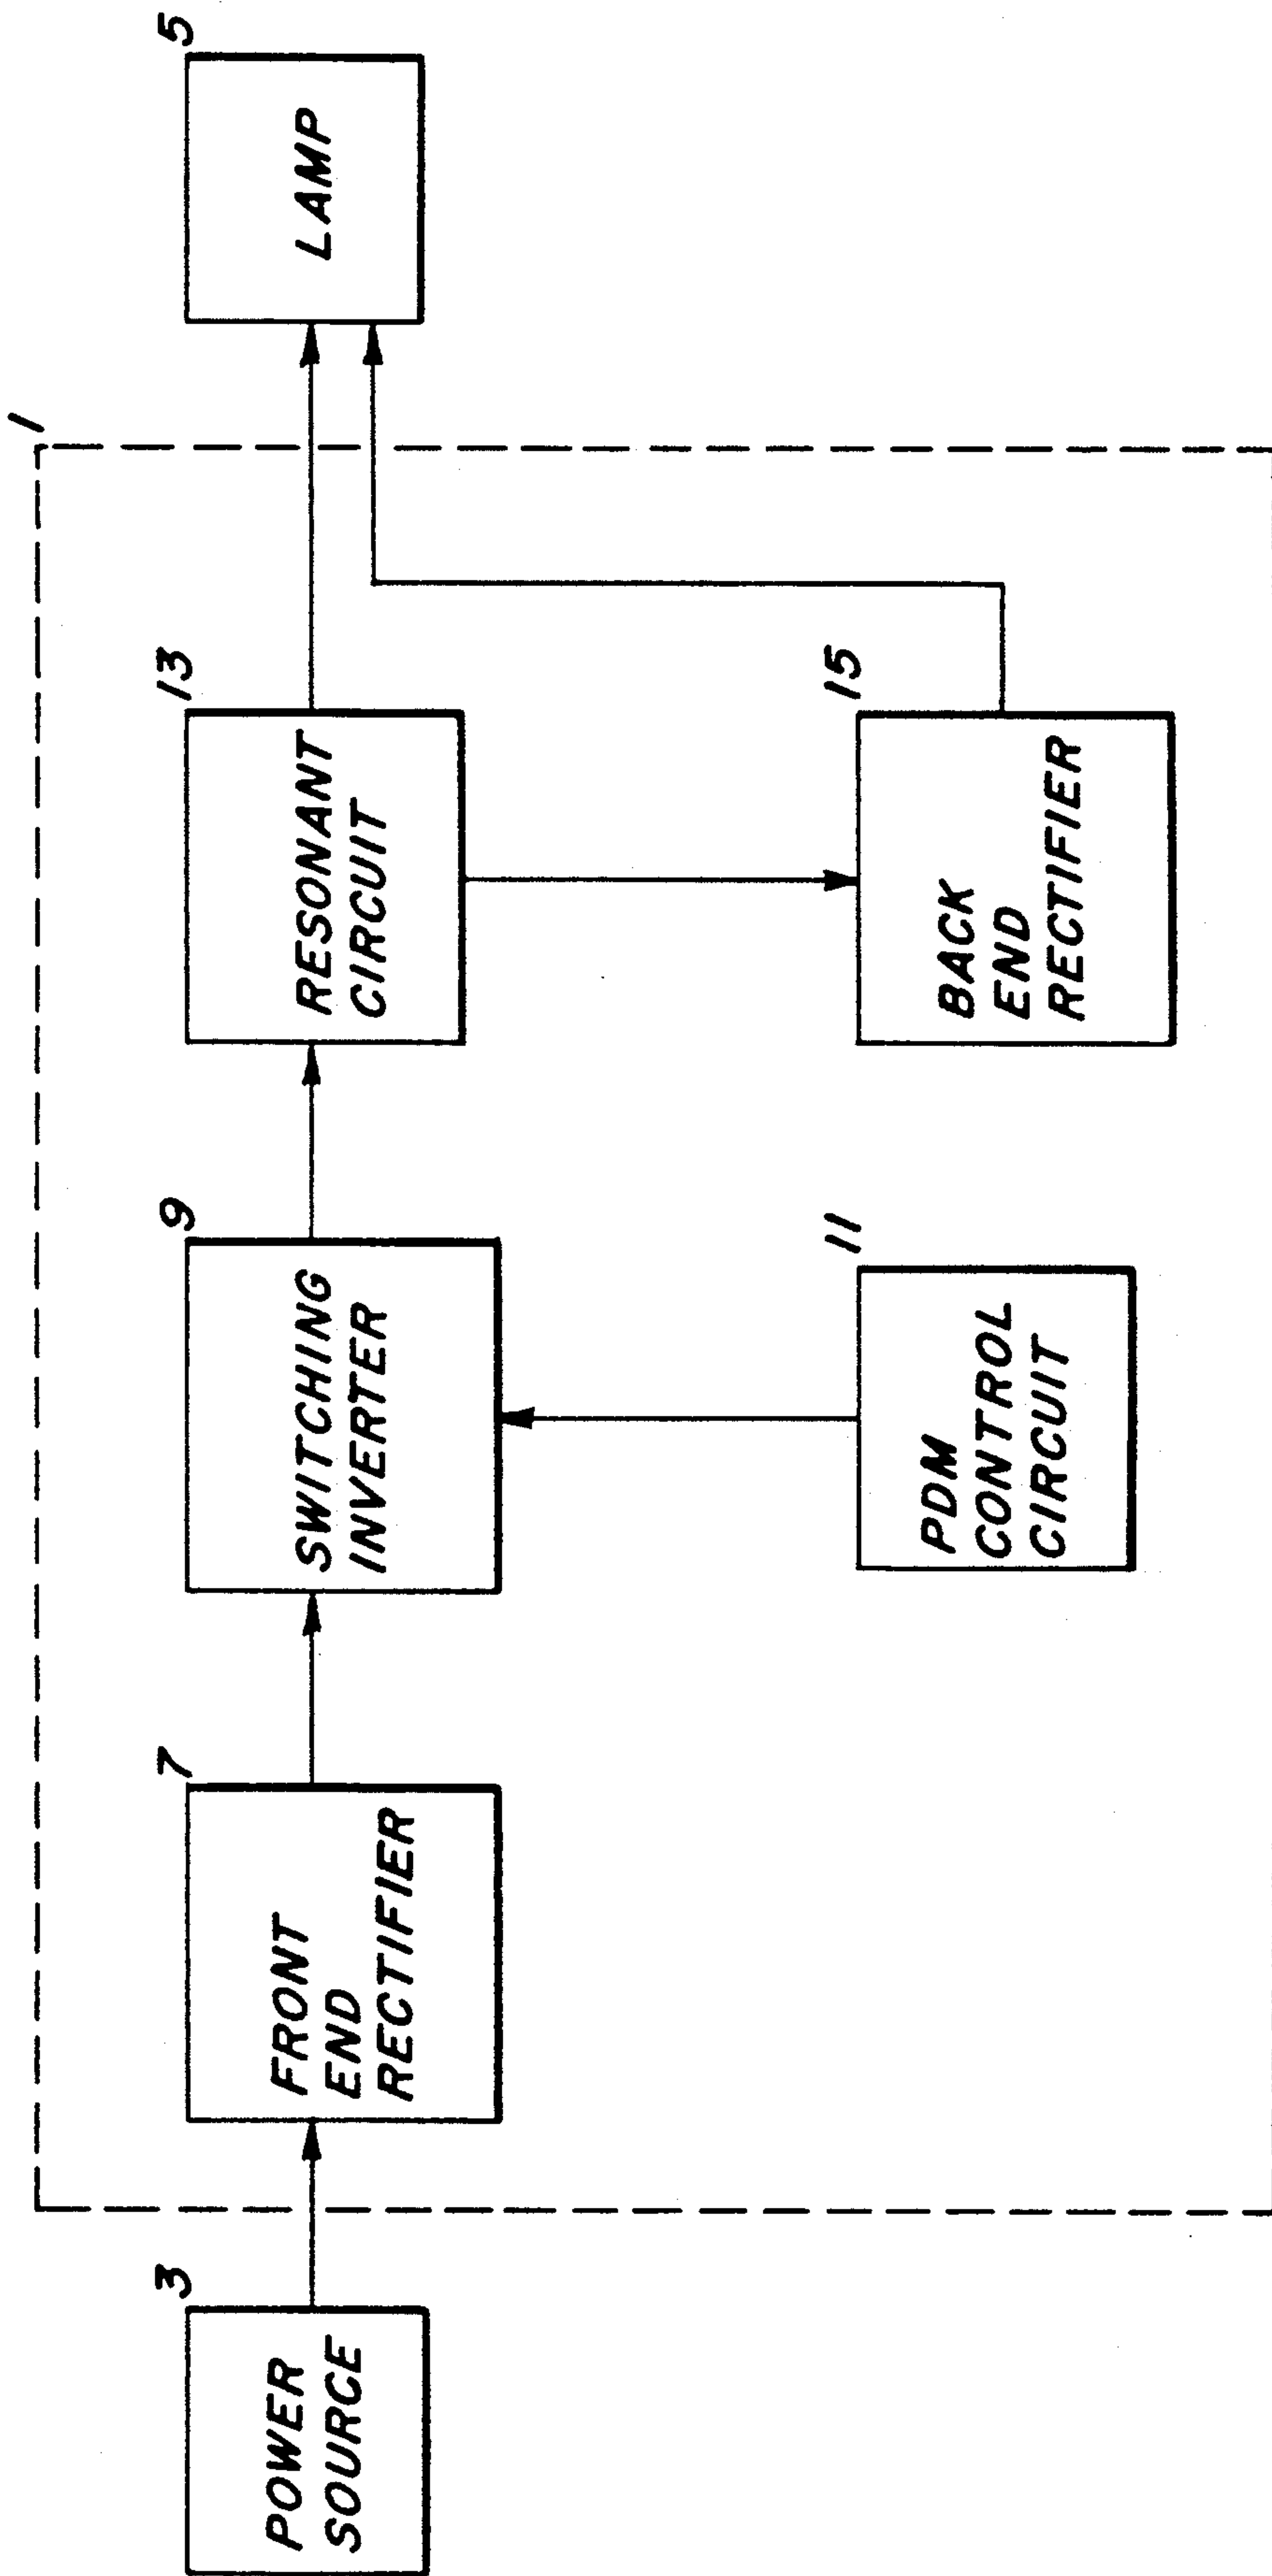 1
POWER
SOURCE
3
FRONT
END
RECTIFIER
7
SWITCHING
INVERTER
9
RESONANT
CIRCUIT
13
LAMP
5
PDM
CONTROL
CIRCUIT
11
BACK
END
RECTIFIER
15